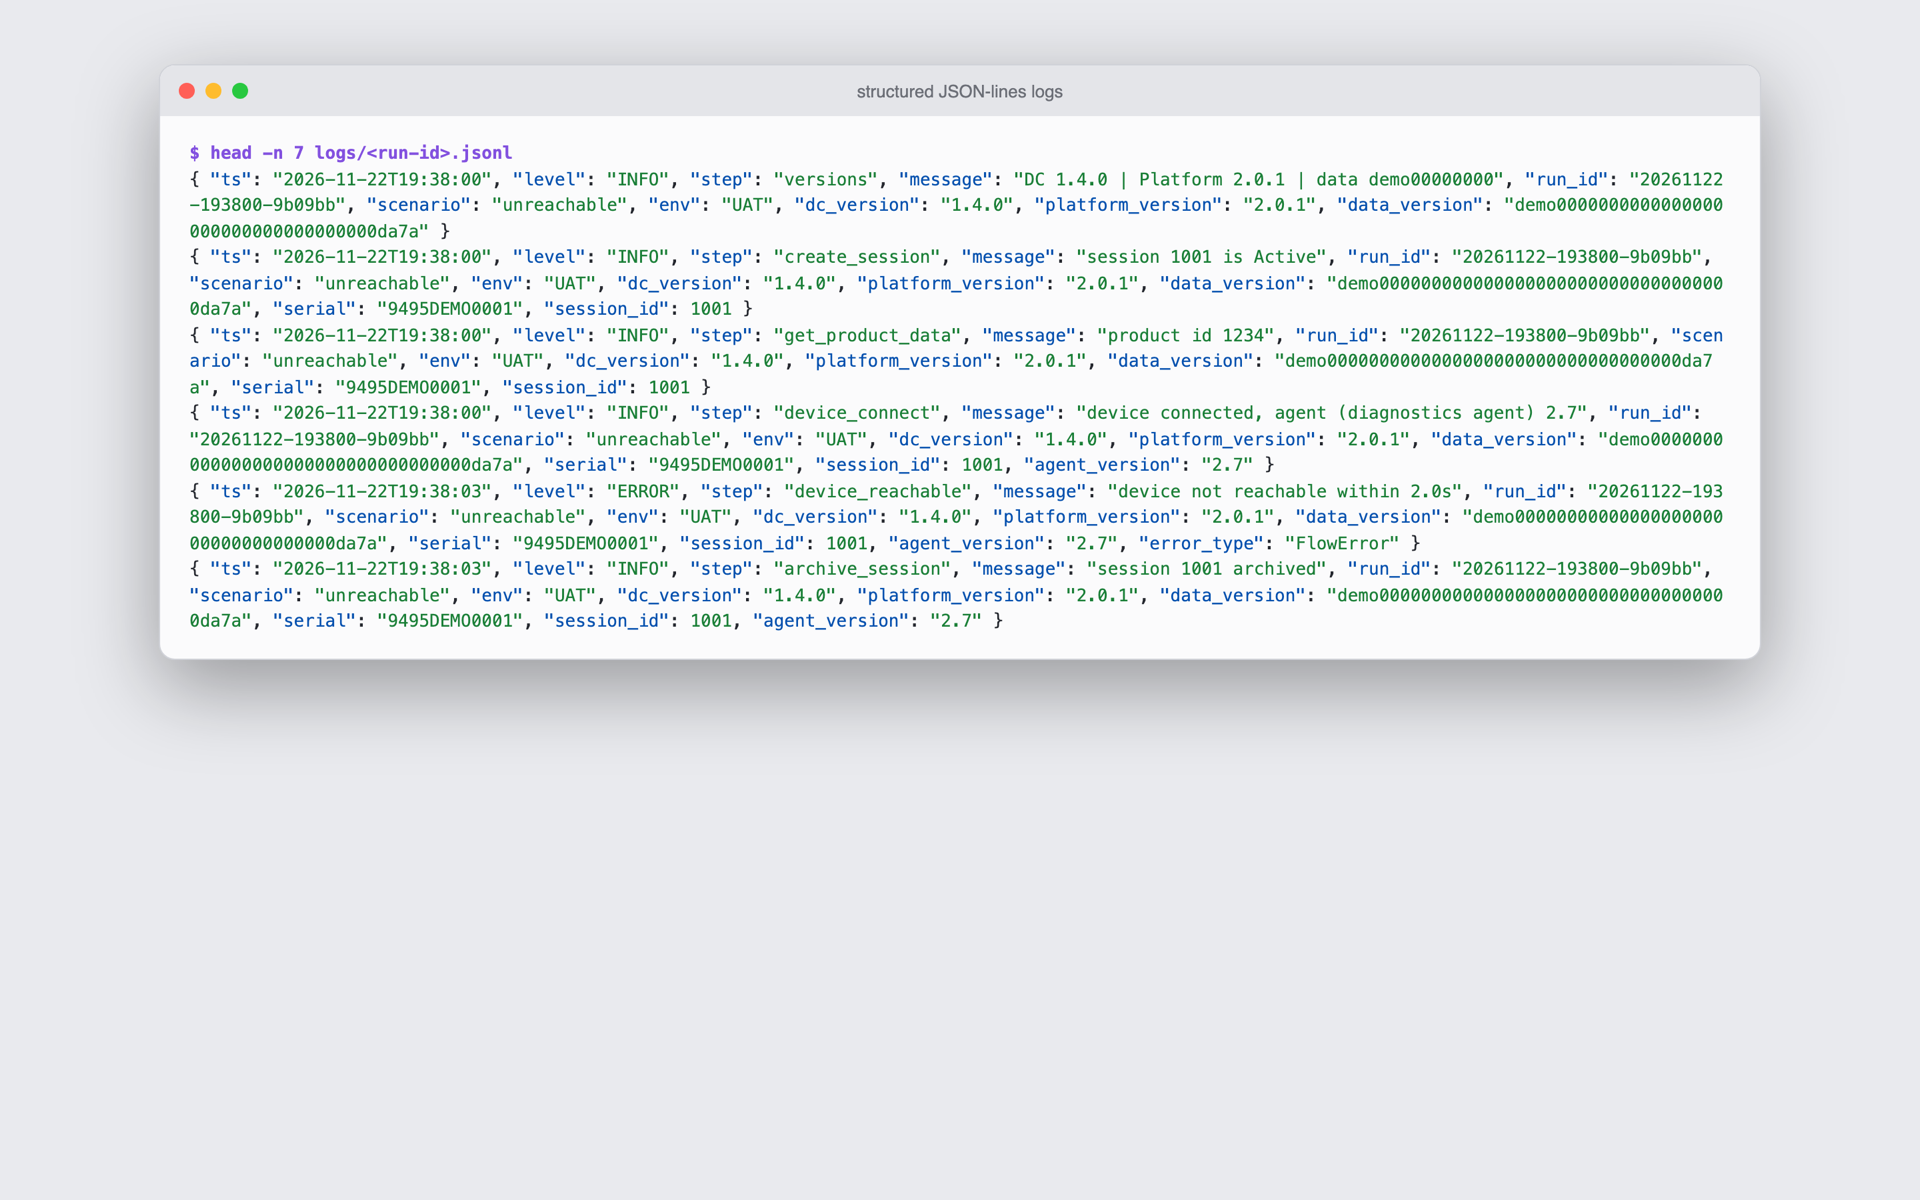 structured JSON-lines logs
$ head -n 7 logs/<run-id>.jsonl
{ "ts": "2026-11-22T19:38:00", "level": "INFO", "step": "versions", "message": "DC 1.4.0 | Platform 2.0.1 | data demo00000000", "run_id": "20261122
-193800-9b09bb", "scenario": "unreachable", "env": "UAT", "dc_version": "1.4.0", "platform_version": "2.0.1", "data_version": "demo0000000000000000
000000000000000000da7a" }
{ "ts": "2026-11-22T19:38:00", "level": "INFO", "step": "create_session", "message": "session 1001 is Active", "run_id": "20261122-193800-9b09bb",
"scenario": "unreachable", "env": "UAT", "dc_version": "1.4.0", "platform_version": "2.0.1", "data_version": "demo000000000000000000000000000000000
0da7a", "serial": "9495DEMO0001", "session_id": 1001 }
{ "ts": "2026-11-22T19:38:00", "level": "INFO", "step": "get_product_data", "message": "product id 1234", "run_id": "20261122-193800-9b09bb", "scen
ario": "unreachable", "env": "UAT", "dc_version": "1.4.0", "platform_version": "2.0.1", "data_version": "demo0000000000000000000000000000000000da7
a", "serial": "9495DEMO0001", "session_id": 1001 }
{ "ts": "2026-11-22T19:38:00", "level": "INFO", "step": "device_connect", "message": "device connected, agent (diagnostics agent) 2.7", "run_id":
"20261122-193800-9b09bb", "scenario": "unreachable", "env": "UAT", "dc_version": "1.4.0", "platform_version": "2.0.1", "data_version": "demo0000000
000000000000000000000000000da7a", "serial": "9495DEMO0001", "session_id": 1001, "agent_version": "2.7" }
{ "ts": "2026-11-22T19:38:03", "level": "ERROR", "step": "device_reachable", "message": "device not reachable within 2.0s", "run_id": "20261122-193
800-9b09bb", "scenario": "unreachable", "env": "UAT", "dc_version": "1.4.0", "platform_version": "2.0.1", "data_version": "demo00000000000000000000
00000000000000da7a", "serial": "9495DEMO0001", "session_id": 1001, "agent_version": "2.7", "error_type": "FlowError" }
{ "ts": "2026-11-22T19:38:03", "level": "INFO", "step": "archive_session", "message": "session 1001 archived", "run_id": "20261122-193800-9b09bb",
"scenario": "unreachable", "env": "UAT", "dc_version": "1.4.0", "platform_version": "2.0.1", "data_version": "demo000000000000000000000000000000000
0da7a", "serial": "9495DEMO0001", "session_id": 1001, "agent_version": "2.7" }